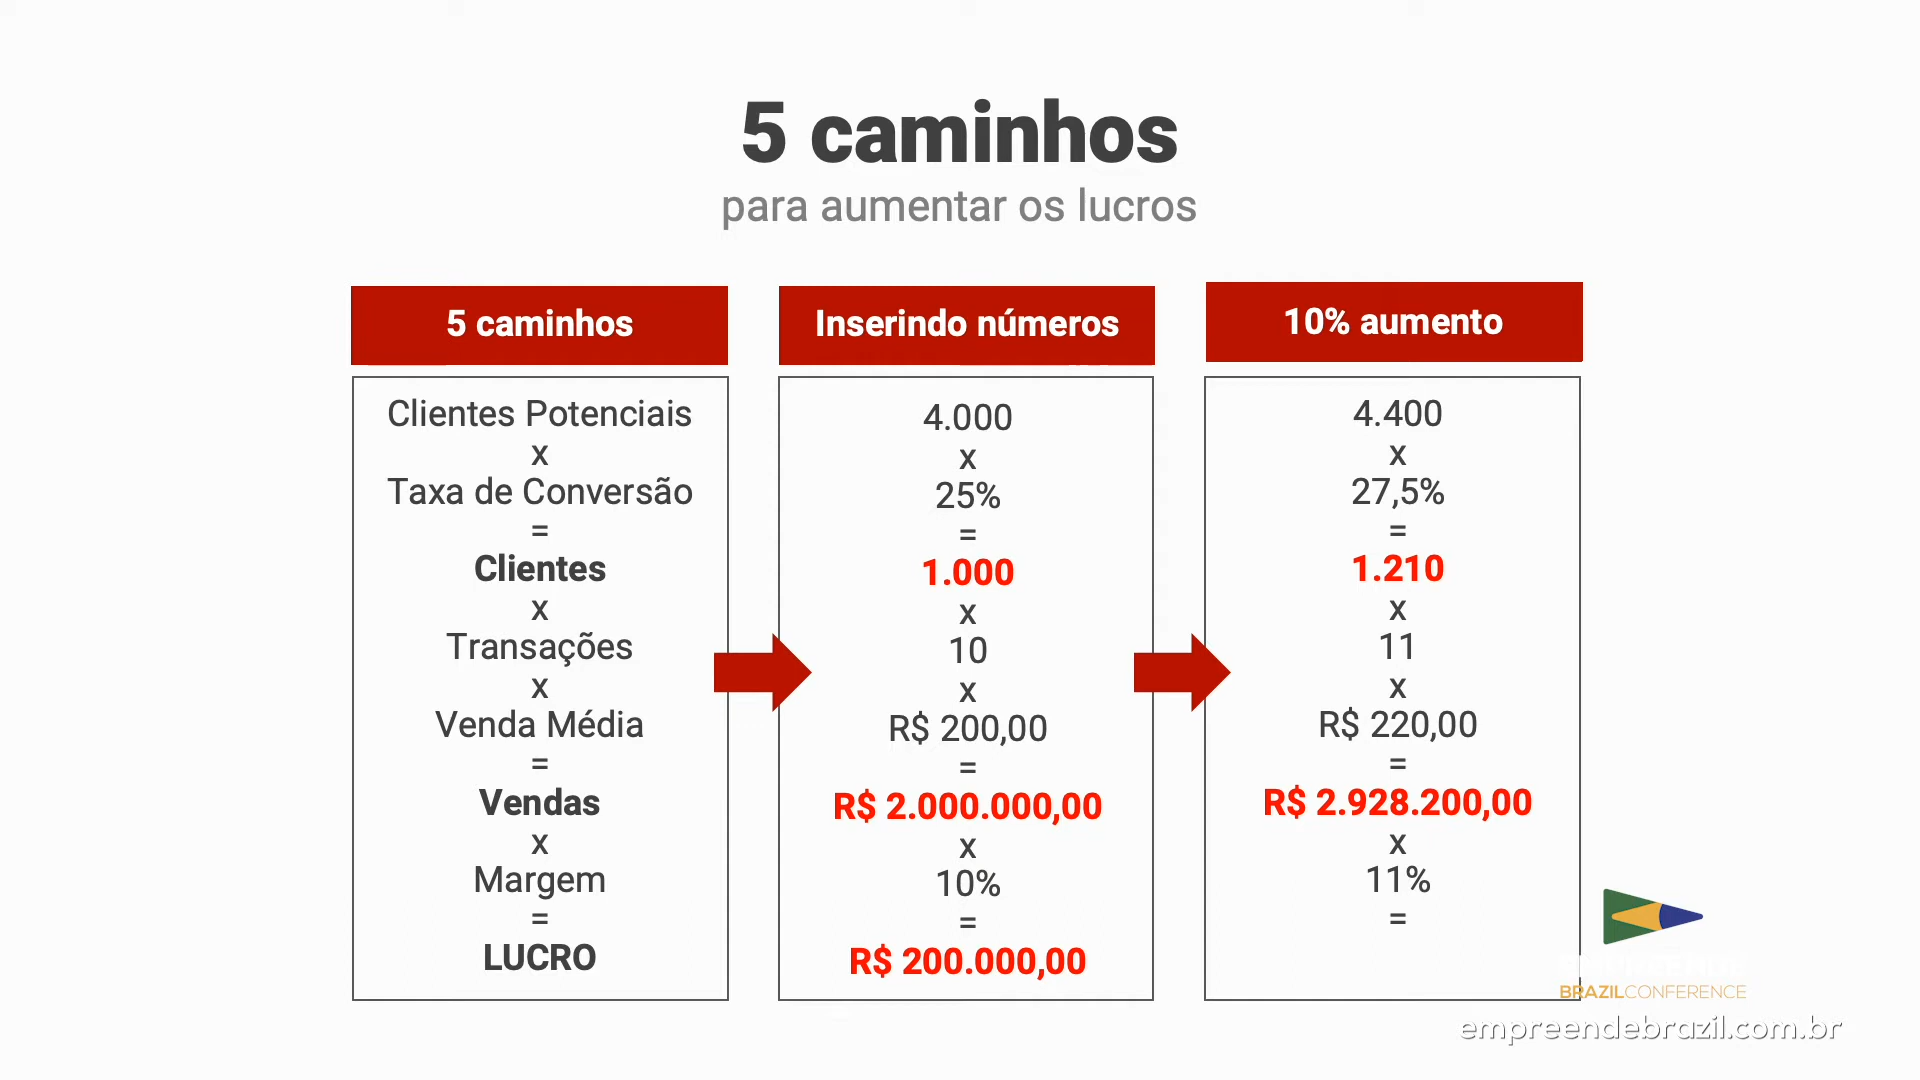 5 caminhos
para aumentar os lucros
5 caminhos
Clientes Potenciais
x
Taxa de Conversão
=
Clientes
x
Transações
x
Venda Média
=
Vendas
x
Margem
=
LUCRO
Inserindo números
4.000
x
25%
=
1.000
x
10
x
R$ 200,00
=
R$ 2.000.000,00
x
10%
=
R$ 200.000,00
10% aumento
4.400
x
27,5%
=
1.210
x
11
x
R$ 220,00
=
R$ 2.928.200,00
x
11%
=
BRAZILCONFERENCE
empreendebrazil.com.br